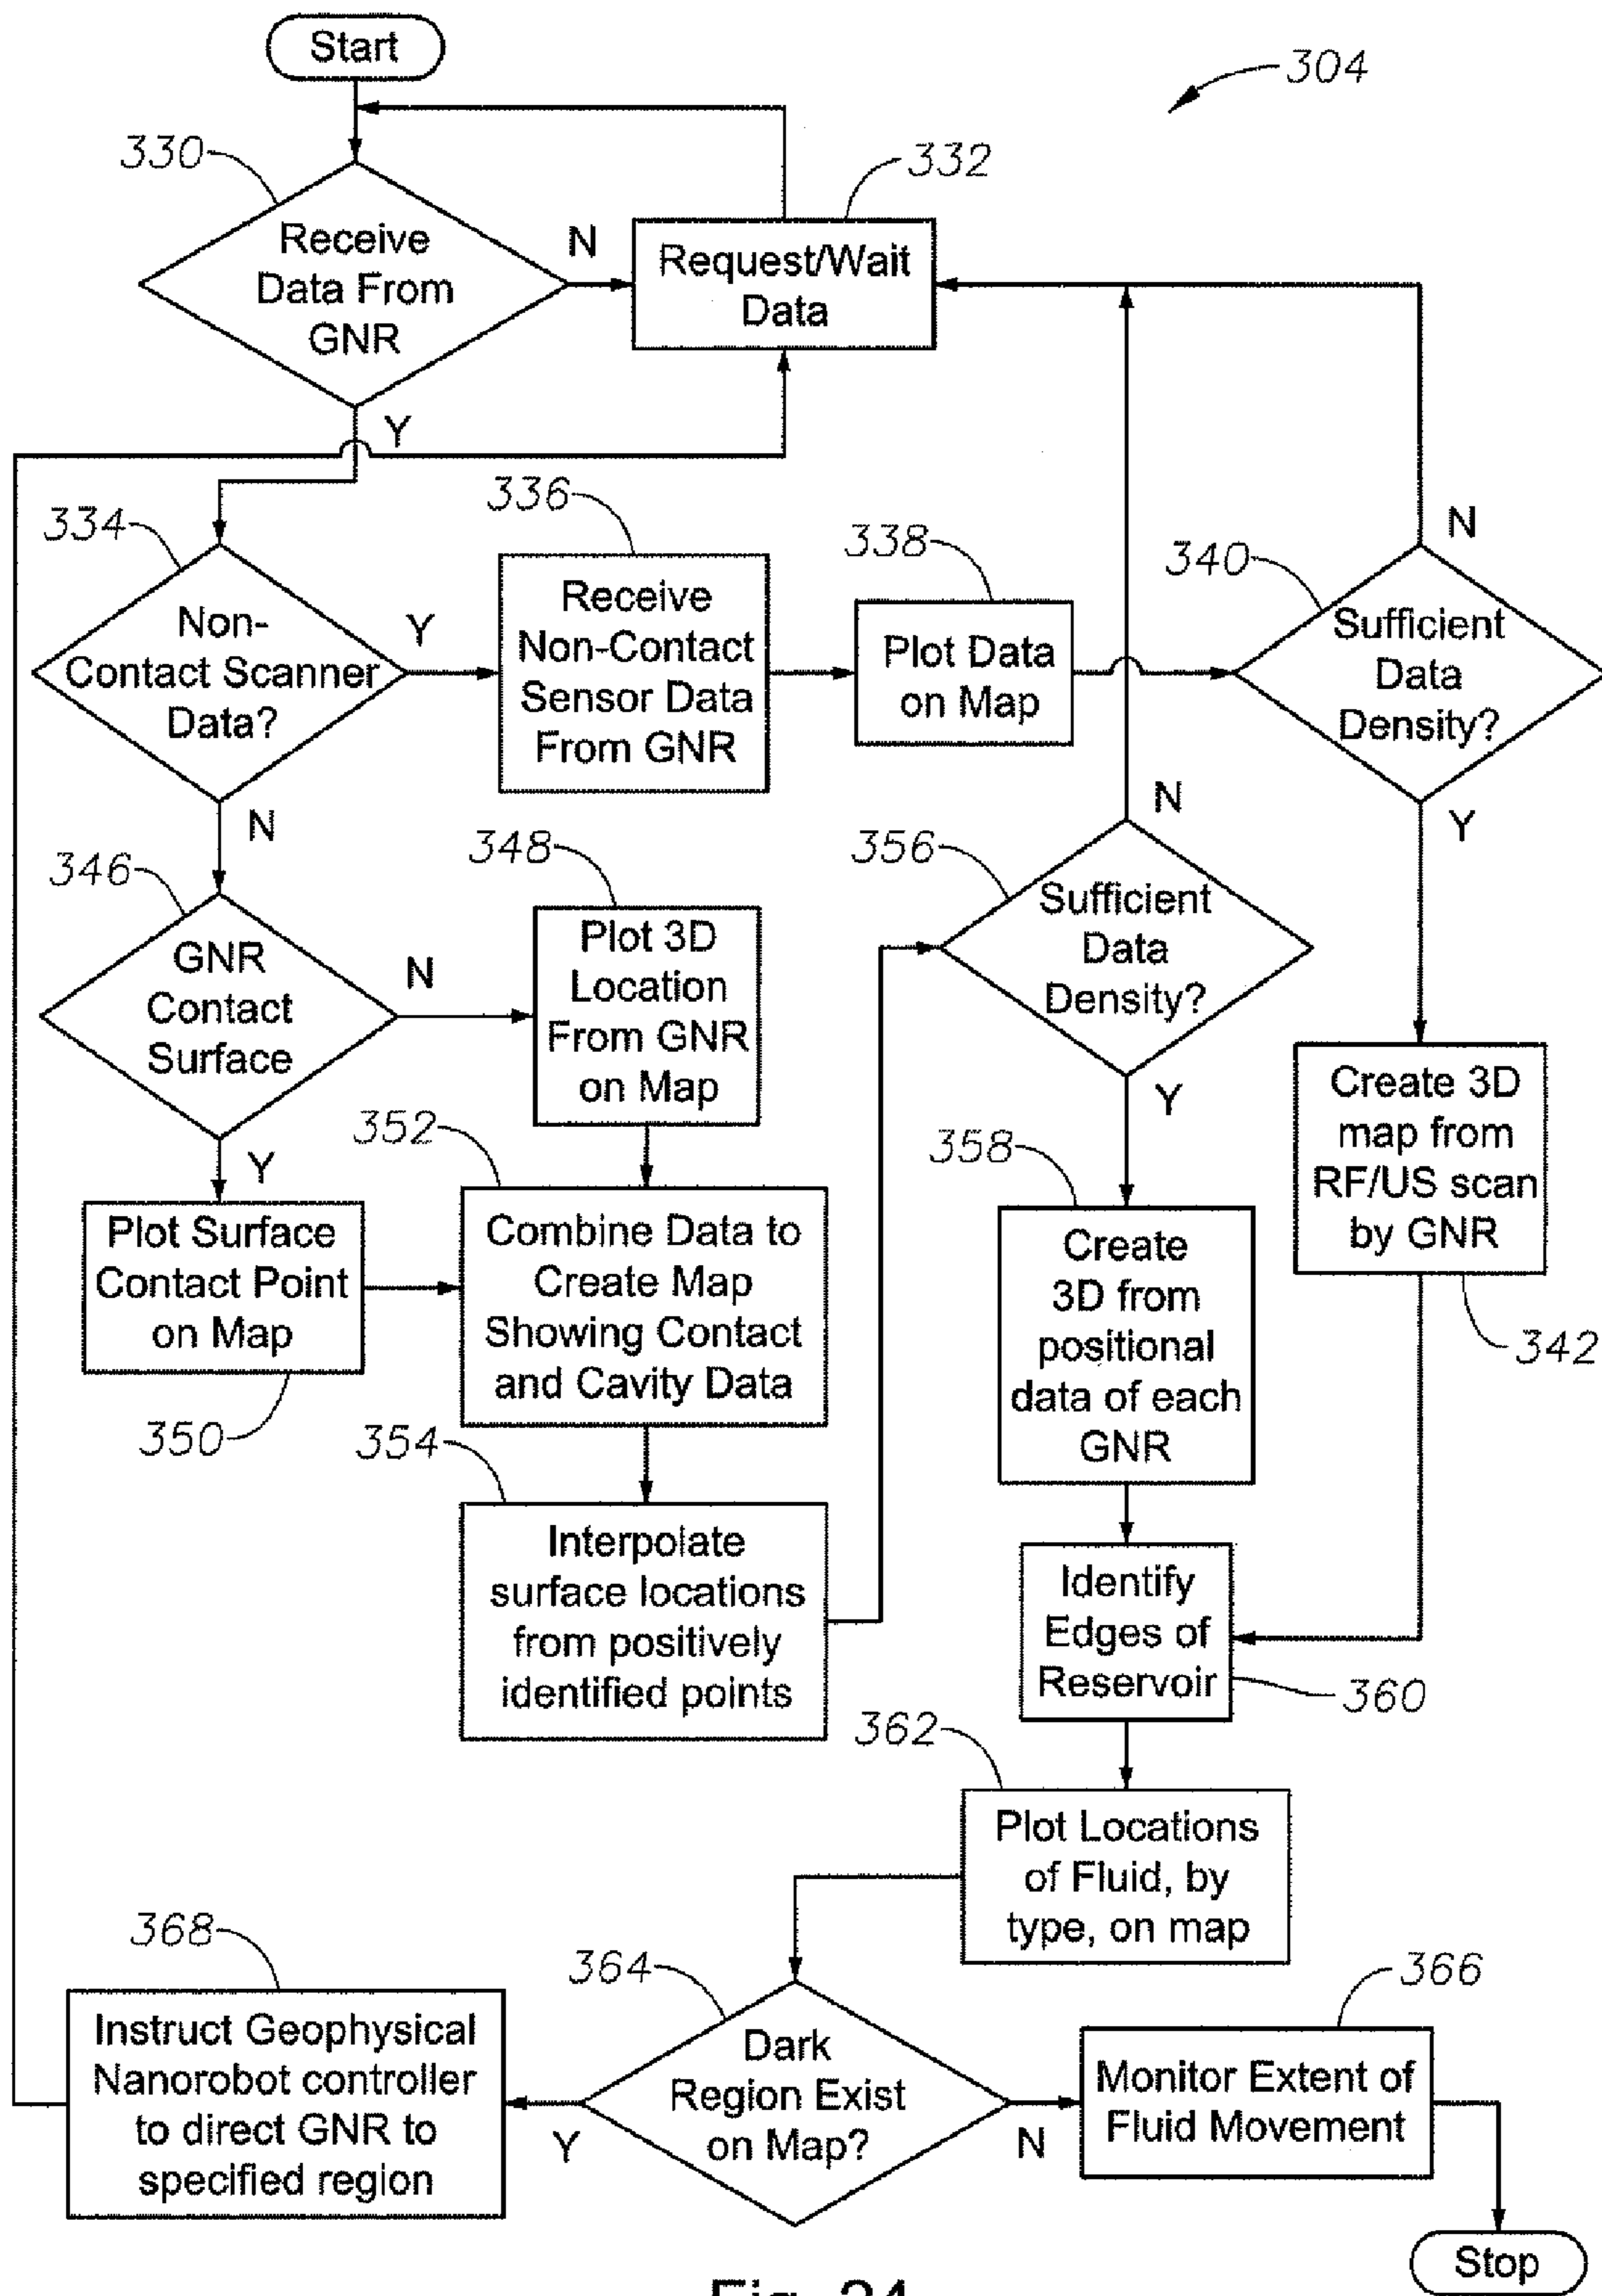 Start
304
330
332
Receive
Data From
GNR
N
Request/Wait
Data
Y
334
336
338
340
N
Non-
Contact Scanner
Data?
Y
Receive
Non-Contact
Sensor Data
From GNR
Plot Data
on Map
Sufficient
Data
Density?
N
Y
346
348
356
N
GNR
Contact
Surface
N
Plot 3D
Location
From GNR
on Map
Sufficient
Data
Density?
Y
Create 3D
map from
RF/US scan
by GNR
342
Y
350
Plot Surface
Contact Point
on Map
352
Combine Data to
Create Map
Showing Contact
and Cavity Data
358
Create
3D from
positional
data of each
GNR
354
Interpolate
surface locations
from positively
identified points
Identify
Edges of
Reservoir
360
362
Plot Locations
of Fluid, by
type, on map
368
364
366
Instruct Geophysical
Nanorobot controller
to direct GNR to
specified region
Y
Dark
Region Exist
on Map?
N
Monitor Extent of
Fluid Movement
Stop
Fig. 24